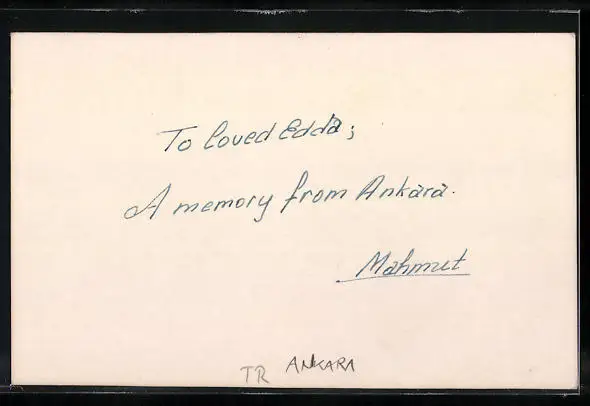 To loved Edda;
A memory from Ankara.
Mahmut
TR ANKARA